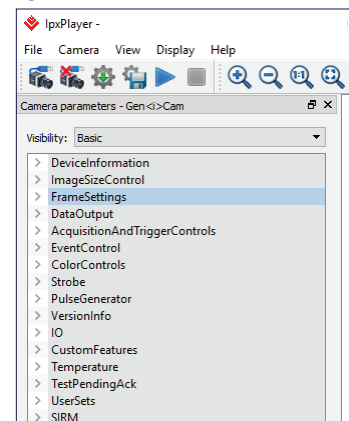 IpxPlayer -
File Camera View Display Help
Camera parameters - Gen<i>Cam
Visibility: Basic
DeviceInformation
ImageSizeControl
FrameSettings
DataOutput
AcquisitionAndTriggerControls
EventControl
ColorControls
Strobe
PulseGenerator
VersionInfo
IO
CustomFeatures
Temperature
TestPendingAck
UserSets
SIRM